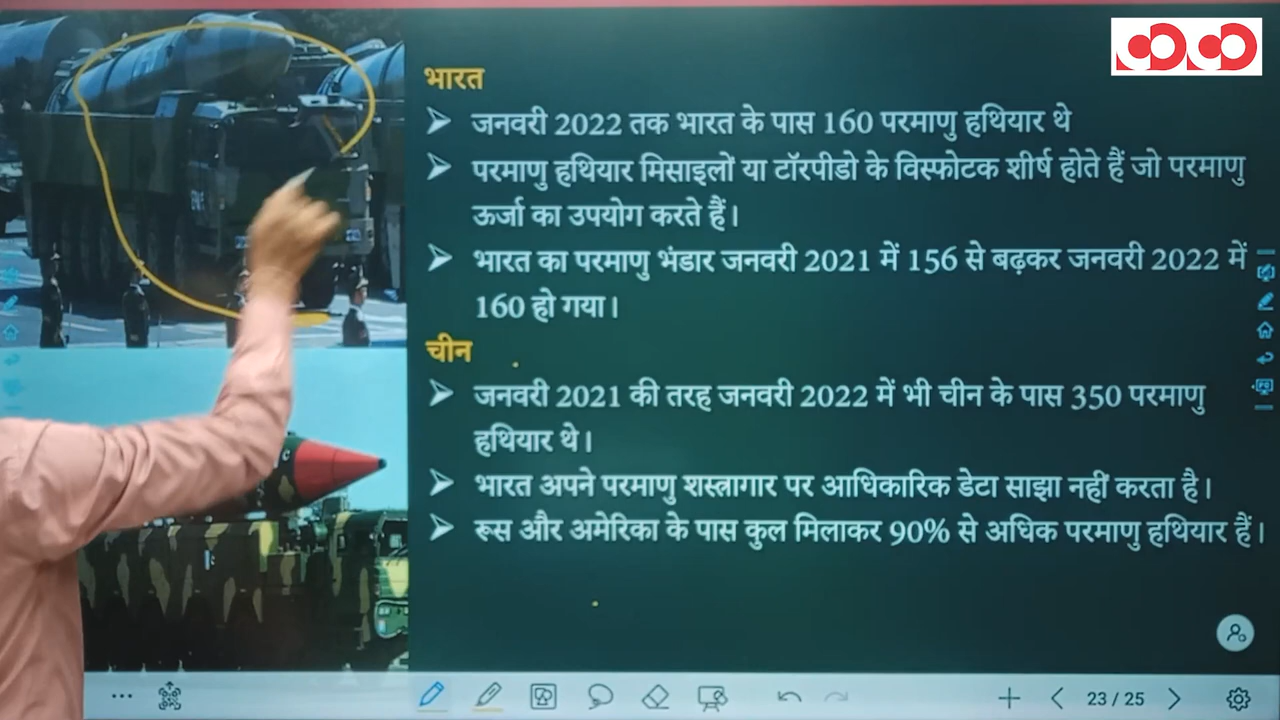 भारत
जनवरी 2022 तक भारत के पास 160 परमाणु हथियार थे
परमाणु हथियार मिसाइलों या टॉरपीडो के विस्फोटक शीर्ष होते हैं जो परमाणु
ऊर्जा का उपयोग करते हैं।
भारत का परमाणु भंडार जनवरी 2021 में 156 से बढ़कर जनवरी 2022 में
160 हो गया।
चीन
जनवरी 2021 की तरह जनवरी 2022 में भी चीन के पास 350 परमाणु
हथियार थे।
भारत अपने परमाणु शस्त्रागार पर आधिकारिक डेटा साझा नहीं करता है।
रूस और अमेरिका के पास कुल मिलाकर 90% से अधिक परमाणु हथियार हैं।
23 / 25